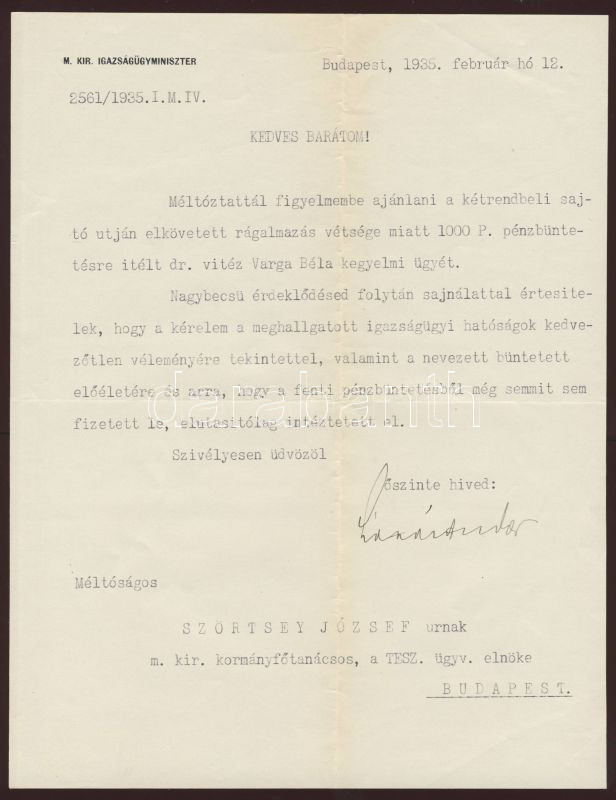 M. KIR. IGAZSÁGÜGYMINISZTER
Budapest, 1935. február hó 12.
2561/1935.I.M.IV.
KEDVES BARÁTOM!
Méltóztattál figyelmembe ajánlani a kétrendbeli saj-
tó utján elkövetett rágalmazás vétsége miatt 1000 P. pénzbünte-
tésre itélt dr. vitéz Varga Béla kegyelmi ügyét.
Nagybecsü érdeklődésed folytán sajnálattal értesite-
lek, hogy a kérelem a meghallgatott igazságügyi hatóságok kedve-
zőtlen véleményére tekintettel, valamint a nevezett büntetett
előéletére és arra, hogy a fenti pénzbüntetésből még semmit sem
fizetett le, elutasitólag intéztetett el.
darabanth
Szivélyesen üdvözöl
őszinte hived:
Lázár Andor
Méltóságos
SZÖRTSEY JÓZSEF urnak
m. kir. kormányfőtanácsos, a TESZ. ügyv. elnöke
BUDAPEST.